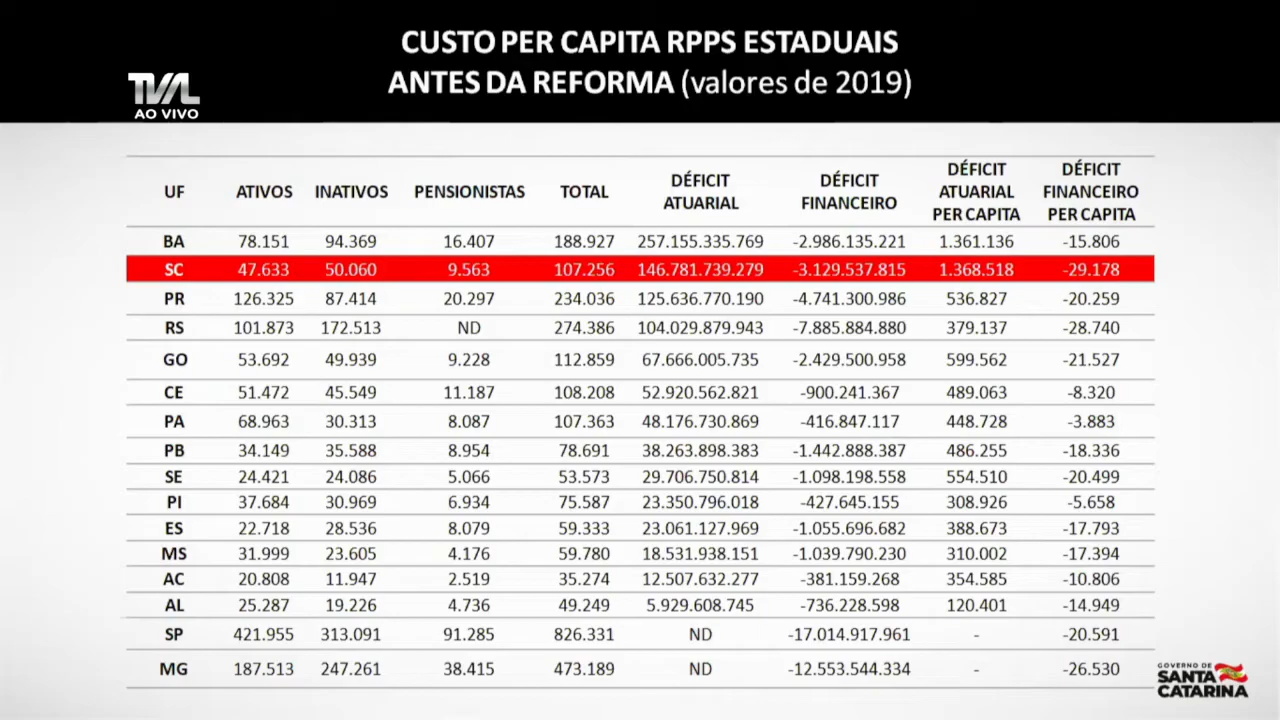 CUSTO PER CAPITA RPPS ESTADUAIS
ANTES DA REFORMA (valores de 2019)
TVAL
AO VIVO
UF ATIVOS INATIVOS PENSIONISTAS TOTAL DÉFICIT ATUARIAL DÉFICIT FINANCEIRO DÉFICIT ATUARIAL PER CAPITA DÉFICIT FINANCEIRO PER CAPITA
BA 78.151 94.369 16.407 188.927 257.155.335.769 -2.986.135.221 1.361.136 -15.806
SC 47.633 50.060 9.563 107.256 146.781.739.279 -3.129.537.815 1.368.518 -29.178
PR 126.325 87.414 20.297 234.036 125.636.770.190 -4.741.300.986 536.827 -20.259
RS 101.873 172.513 ND 274.386 104.029.879.943 -7.885.884.880 379.137 -28.740
GO 53.692 49.939 9.228 112.859 67.666.005.735 -2.429.500.958 599.562 -21.527
CE 51.472 45.549 11.187 108.208 52.920.562.821 -900.241.367 489.063 -8.320
PA 68.963 30.313 8.087 107.363 48.176.730.869 -416.847.117 448.728 -3.883
PB 34.149 35.588 8.954 78.691 38.263.898.383 -1.442.888.387 486.255 -18.336
SE 24.421 24.086 5.066 53.573 29.706.750.814 -1.098.198.558 554.510 -20.499
PI 37.684 30.969 6.934 75.587 23.350.796.018 -427.645.155 308.926 -5.658
ES 22.718 28.536 8.079 59.333 23.061.127.969 -1.055.696.682 388.673 -17.793
MS 31.999 23.605 4.176 59.780 18.531.938.151 -1.039.790.230 310.002 -17.394
AC 20.808 11.947 2.519 35.274 12.507.632.277 -381.159.268 354.585 -10.806
AL 25.287 19.226 4.736 49.249 5.929.608.745 -736.228.598 120.401 -14.949
SP 421.955 313.091 91.285 826.331 ND -17.014.917.961 - -20.591
MG 187.513 247.261 38.415 473.189 ND -12.553.544.334 - -26.530
GOVERNO DE
SANTA
CATARINA